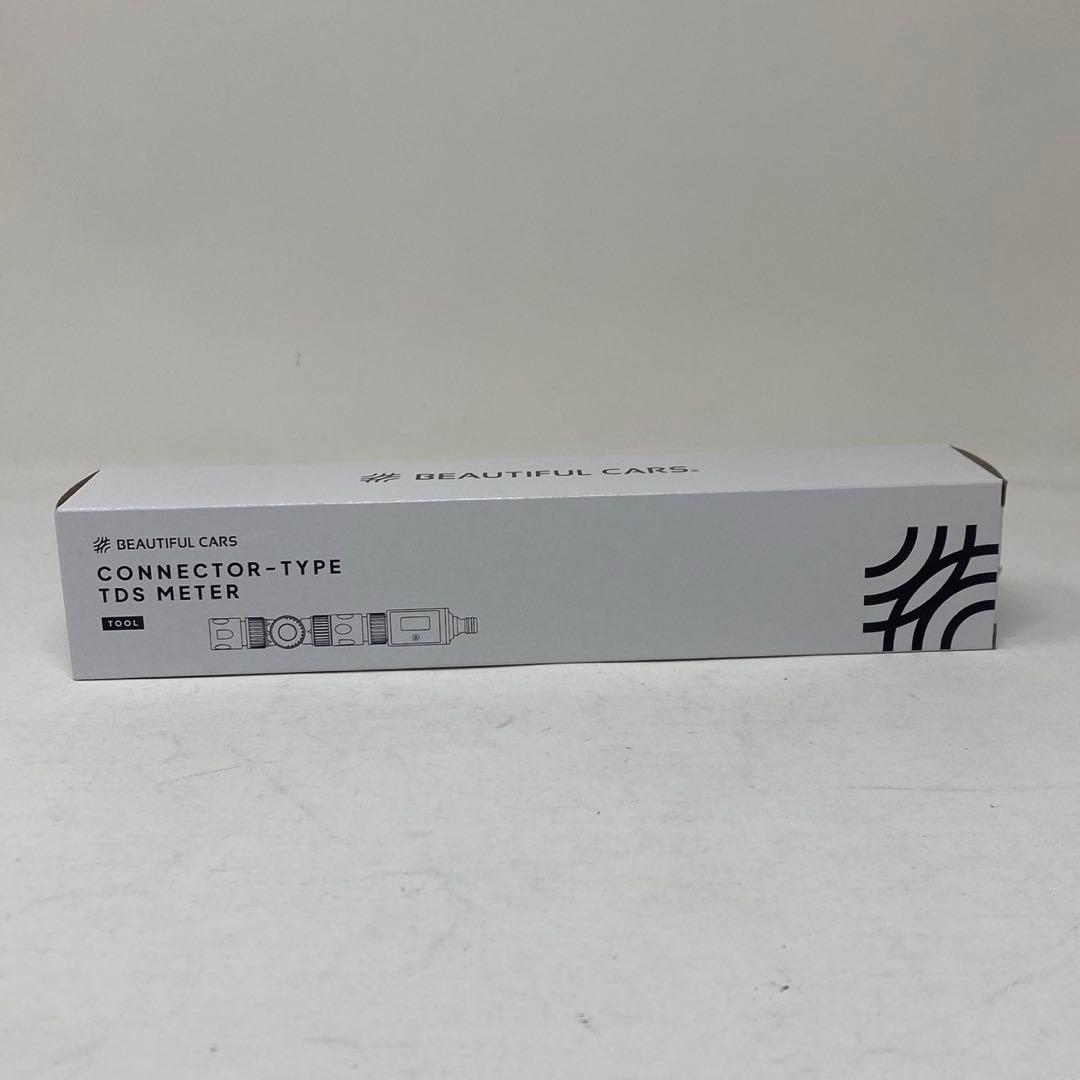 BEAUTIFUL CARS®
BEAUTIFUL CARS
CONNECTOR-TYPE
TDS METER
TOOL